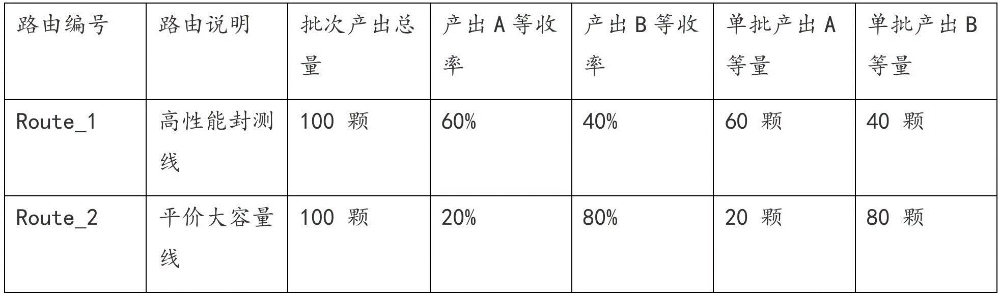 路由编号
路由说明
批次产出总
量
产出 A 等收
率
产出 B 等收
率
单批产出 A
等量
单批产出 B
等量
Route_1
高性能封测
线
100 颗
60%
40%
60 颗
40 颗
Route_2
平价大容量
线
100 颗
20%
80%
20 颗
80 颗